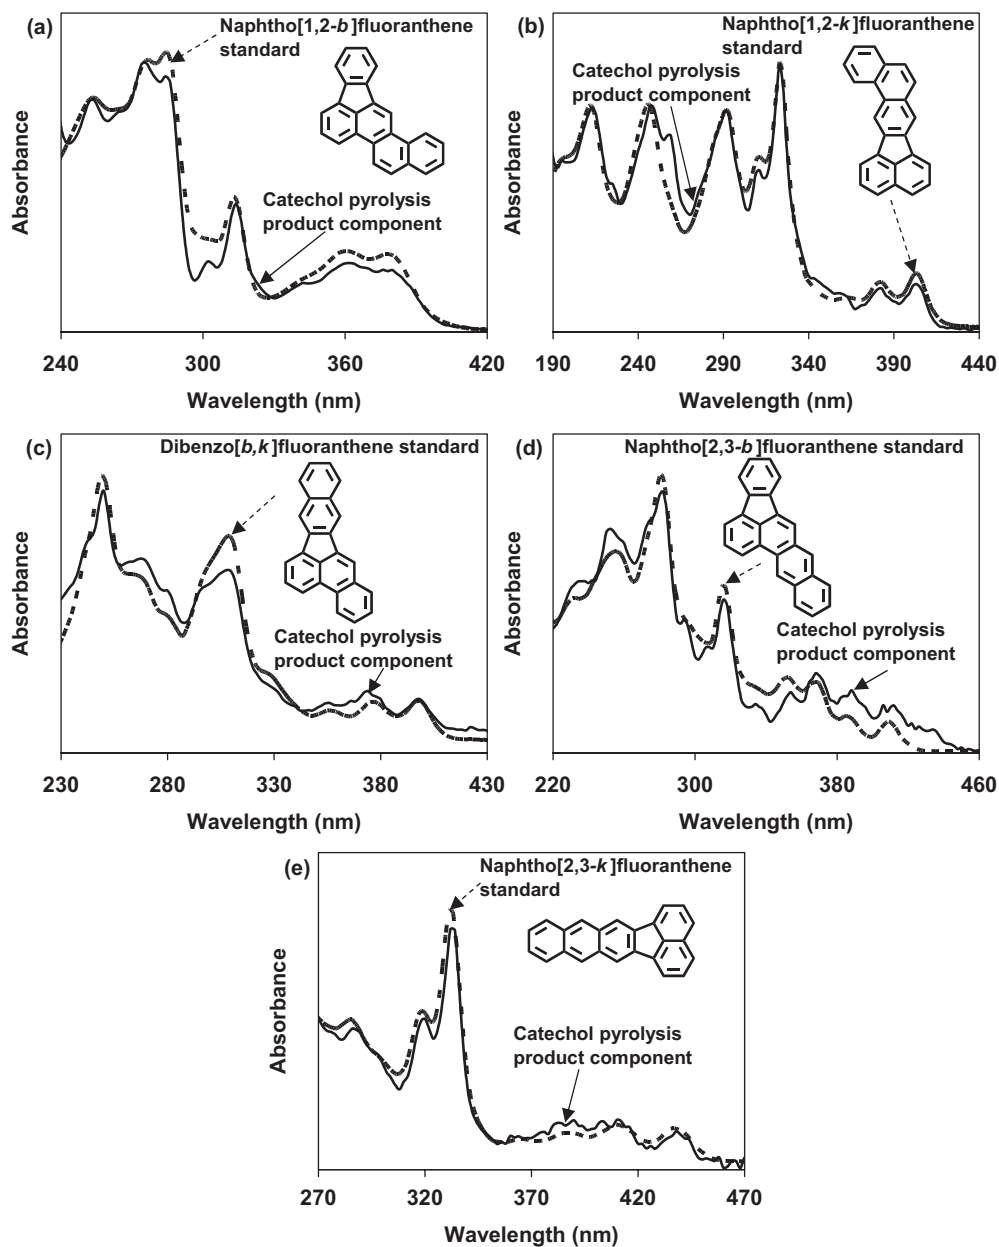 (a)
Naphtho[1,2-b]fluoranthene
standard
Catechol pyrolysis
product component
Absorbance
240 300 360 420
Wavelength (nm)
(b)
Naphtho[1,2-k]fluoranthene
standard
Catechol pyrolysis
product component
Absorbance
190 240 290 340 390 440
Wavelength (nm)
(c)
Dibenzo[b,k]fluoranthene standard
Catechol pyrolysis
product component
Absorbance
230 280 330 380 430
Wavelength (nm)
(d)
Naphtho[2,3-b]fluoranthene standard
Catechol pyrolysis
product component
Absorbance
220 300 380 460
Wavelength (nm)
(e)
Naphtho[2,3-k]fluoranthene
standard
Catechol pyrolysis
product component
Absorbance
270 320 370 420 470
Wavelength (nm)